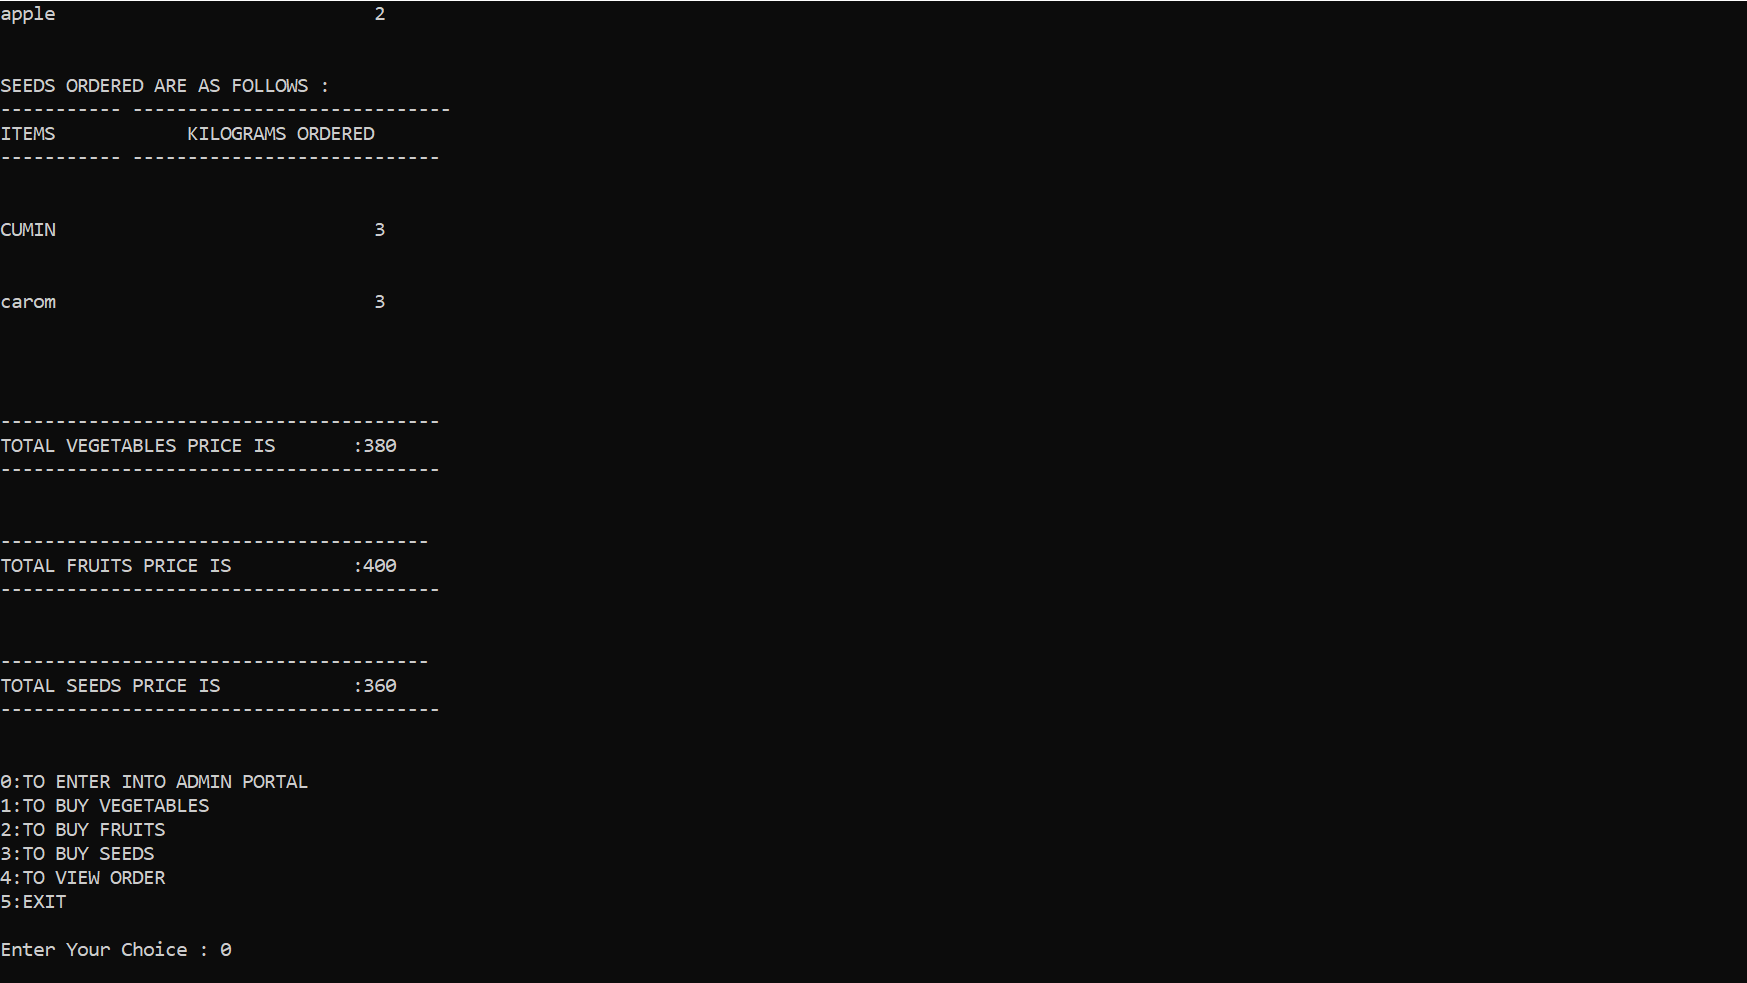 apple                             2
SEEDS ORDERED ARE AS FOLLOWS :
----------- -----------------------------
ITEMS            KILOGRAMS ORDERED
----------- ----------------------------
CUMIN                             3
carom                             3
----------------------------------------
TOTAL VEGETABLES PRICE IS       :380
----------------------------------------
---------------------------------------
TOTAL FRUITS PRICE IS           :400
----------------------------------------
---------------------------------------
TOTAL SEEDS PRICE IS            :360
----------------------------------------
0:TO ENTER INTO ADMIN PORTAL
1:TO BUY VEGETABLES
2:TO BUY FRUITS
3:TO BUY SEEDS
4:TO VIEW ORDER
5:EXIT
Enter Your Choice : 0